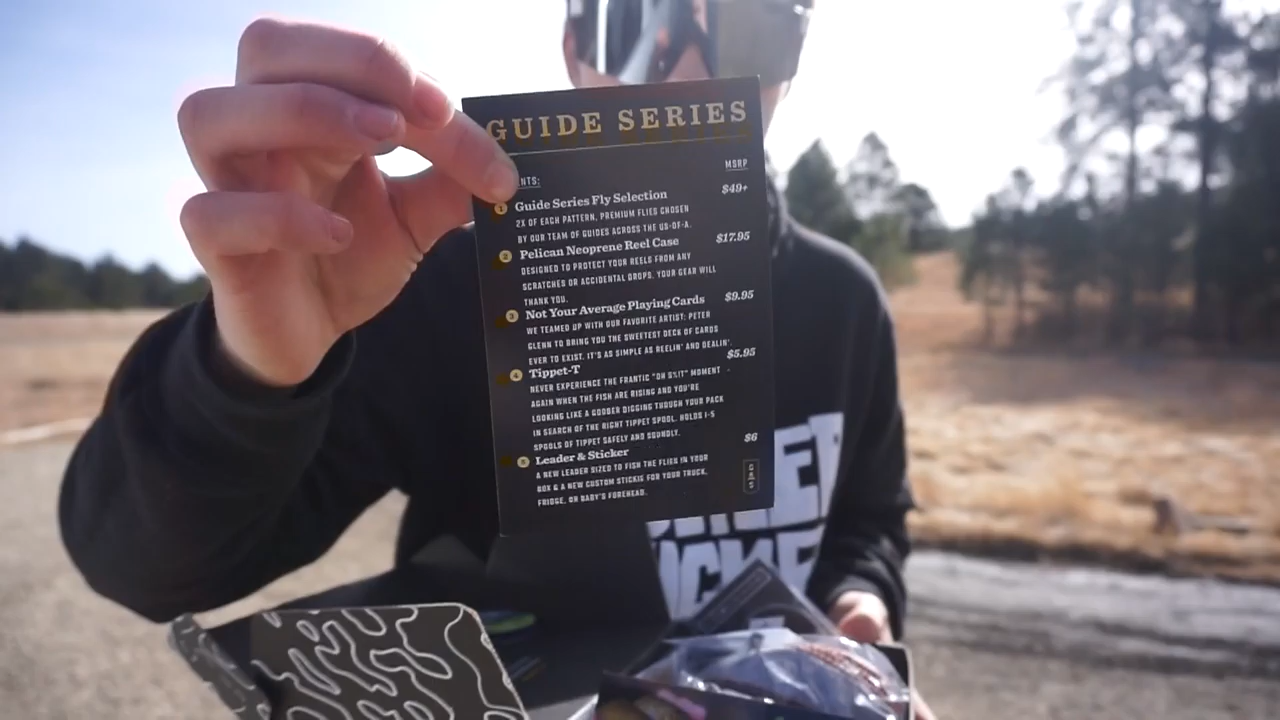 GUIDE SERIES
MSRP
NTS:
1 Guide Series Fly Selection $49+
2X OF EACH PATTERN, PREMIUM FLIES CHOSEN
BY OUR TEAM OF GUIDES ACROSS THE US-OF-A.
2 Pelican Neoprene Reel Case $17.95
DESIGNED TO PROTECT YOUR REELS FROM ANY
SCRATCHES OR ACCIDENTAL DROPS. YOUR GEAR WILL
THANK YOU.
3 Not Your Average Playing Cards $9.95
WE TEAMED UP WITH OUR FAVORITE ARTIST: PETER
GLENN TO BRING YOU THE SWEETEST DECK OF CARDS
EVER TO EXIST. IT'S AS SIMPLE AS REELIN' AND DEALIN'.
4 Tippet-T $5.95
NEVER EXPERIENCE THE FRANTIC "OH S%!T" MOMENT
AGAIN WHEN THE FISH ARE RISING AND YOU'RE
LOOKING LIKE A GOOBER DIGGING THROUGH YOUR PACK
IN SEARCH OF THE RIGHT TIPPET SPOOL. HOLDS 1-5
SPOOLS OF TIPPET SAFELY AND SOUNDLY.
5 Leader & Sticker $6
A NEW LEADER SIZED TO FISH THE FLIES IN YOUR
BOX & A NEW CUSTOM STICKIE FOR YOUR TRUCK,
FRIDGE, OR BABY'S FOREHEAD.